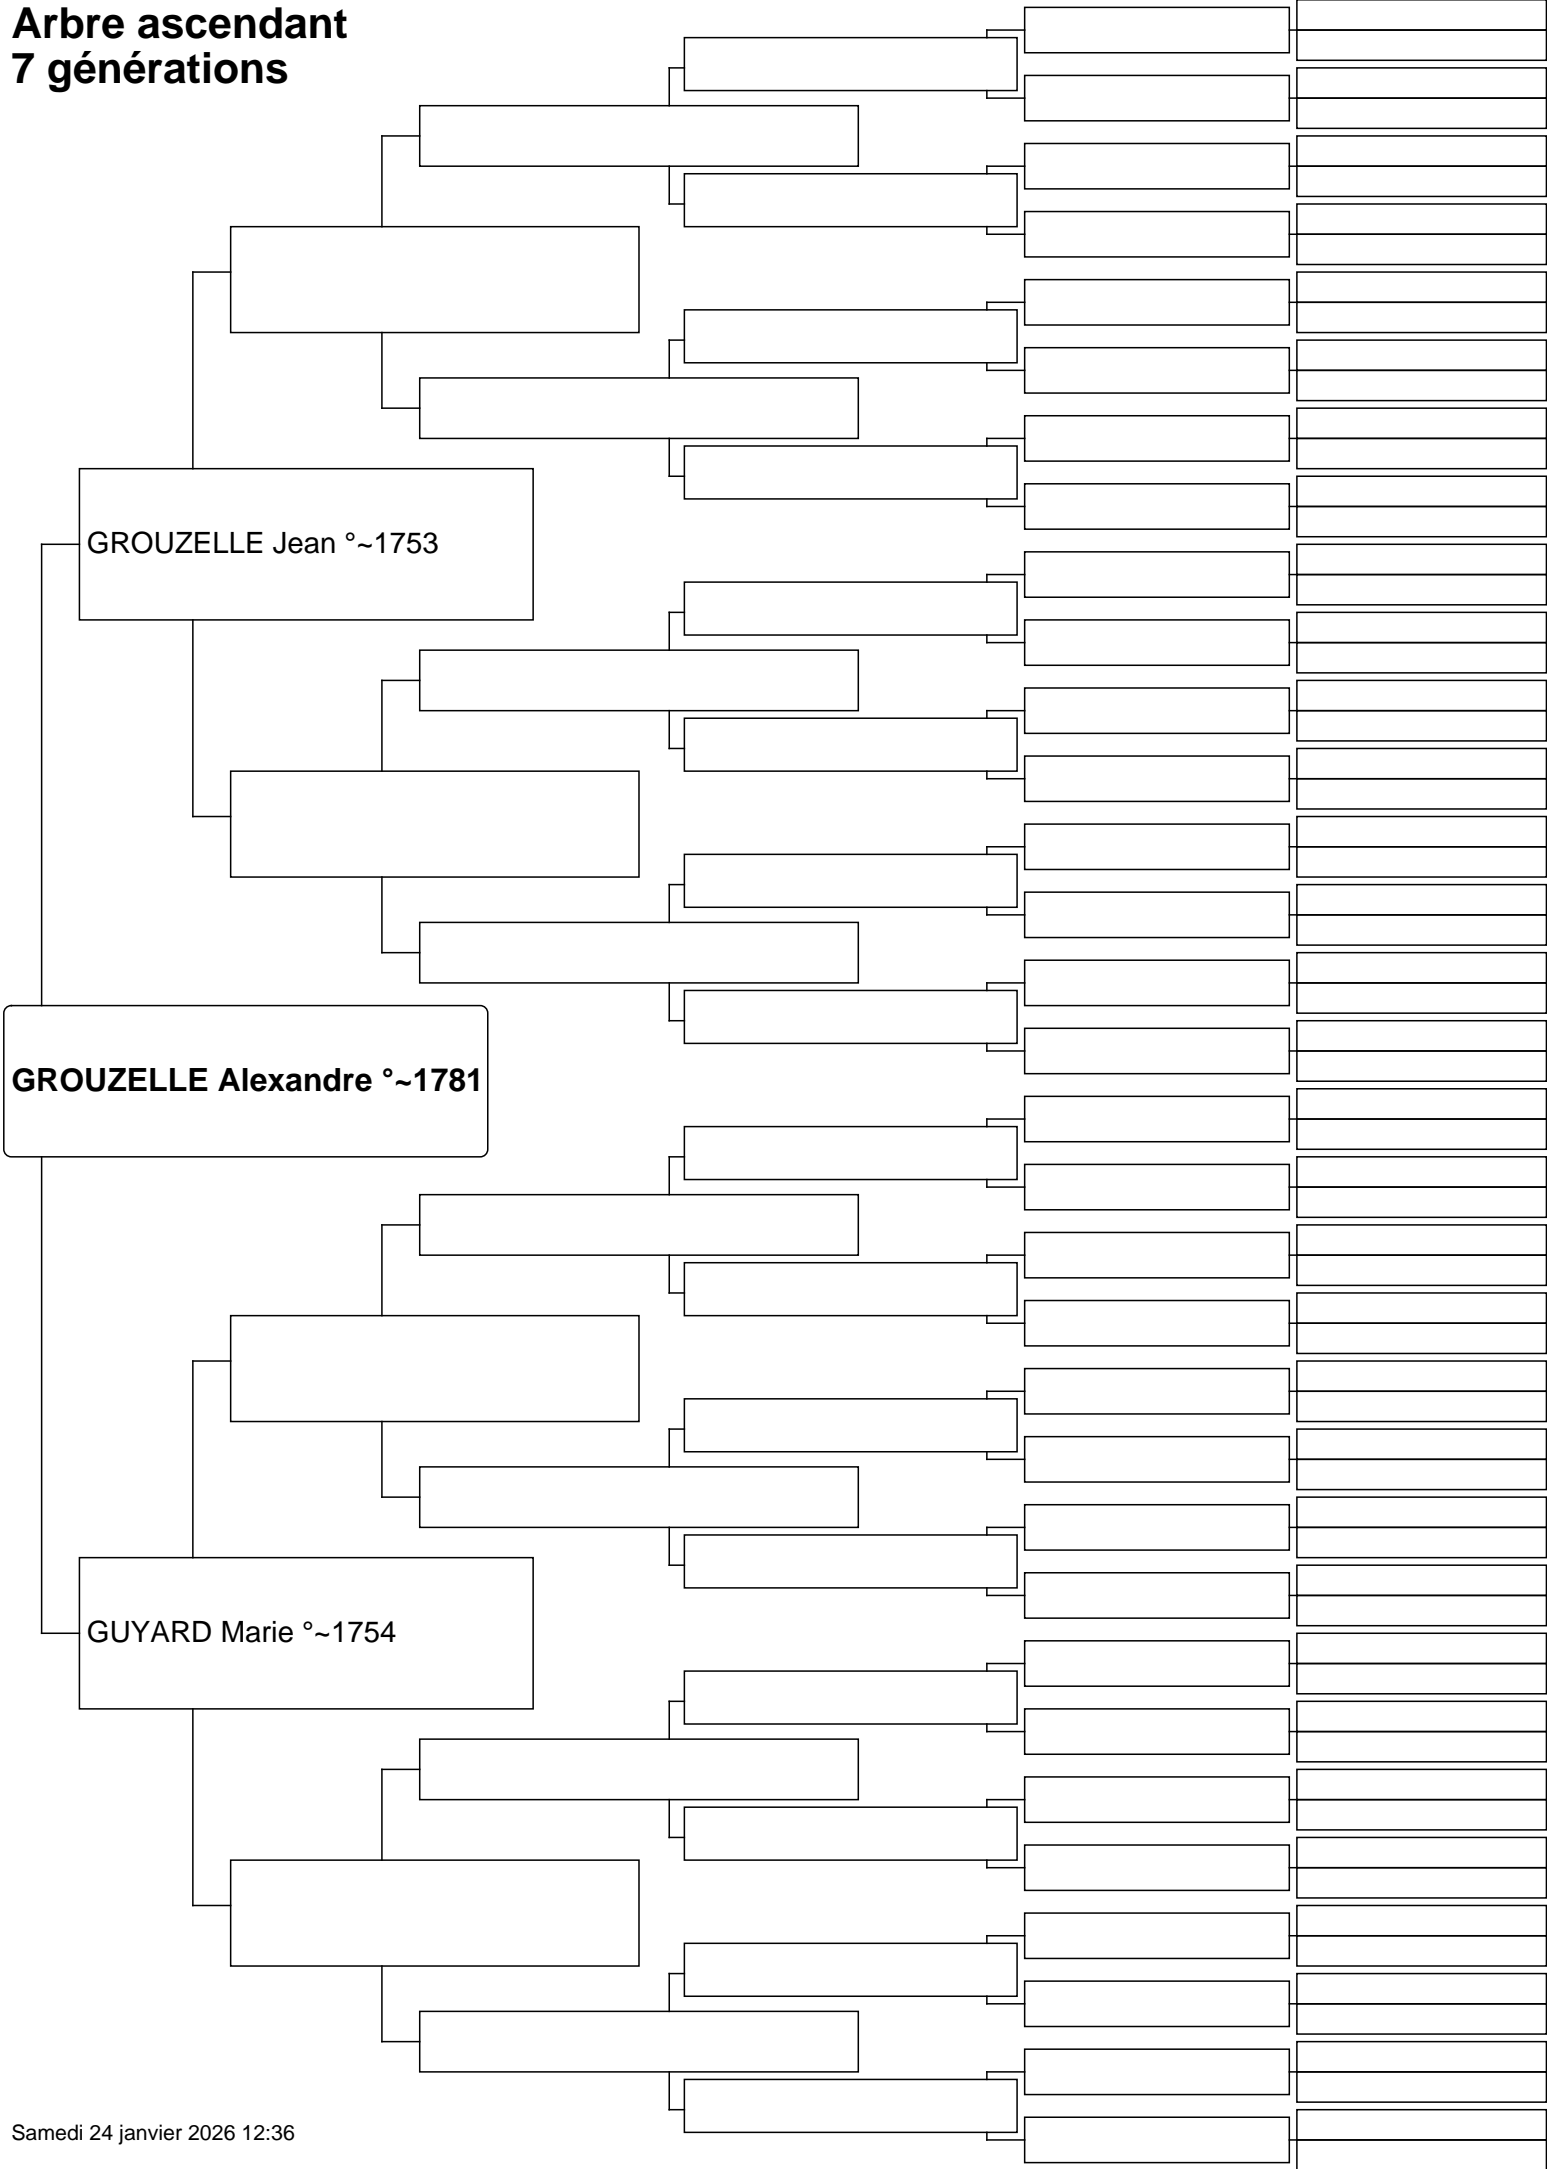 Arbre ascendant
7 générations
GROUZELLE Jean °~1753
GROUZELLE Alexandre °~1781
GUYARD Marie °~1754
Samedi 24 janvier 2026 12:36